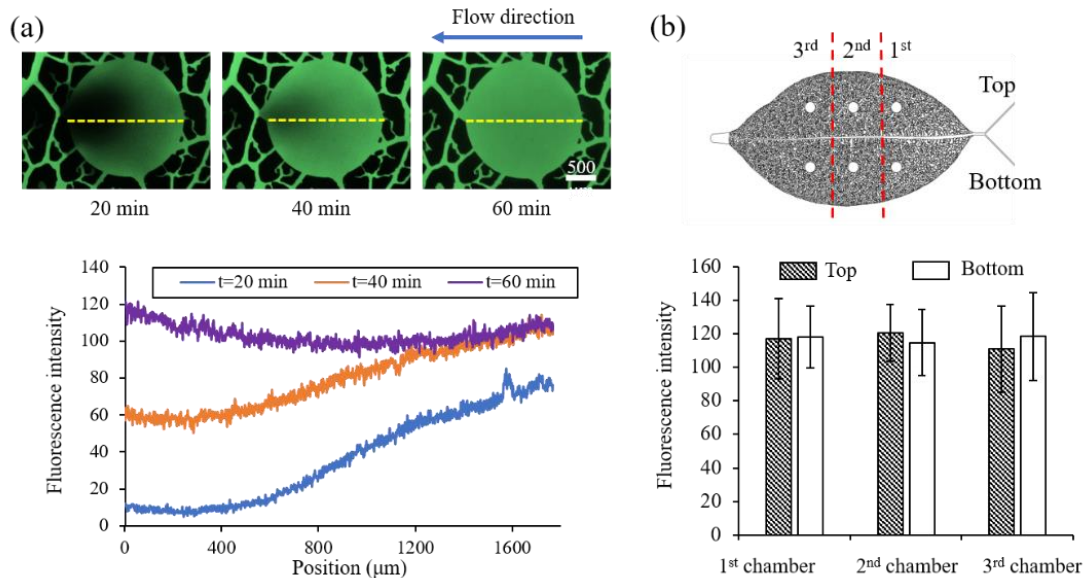 (a)
Flow direction
20 min
40 min
60 min
500
t=20 min
t=40 min
t=60 min
Fluorescence intensity
140
120
100
80
60
40
20
0
0
400
800
1200
1600
Position (μm)
(b)
3rd
2nd
1st
Top
Bottom
Top
Bottom
Fluorescence intensity
160
140
120
100
80
60
40
20
0
1st chamber
2nd chamber
3rd chamber